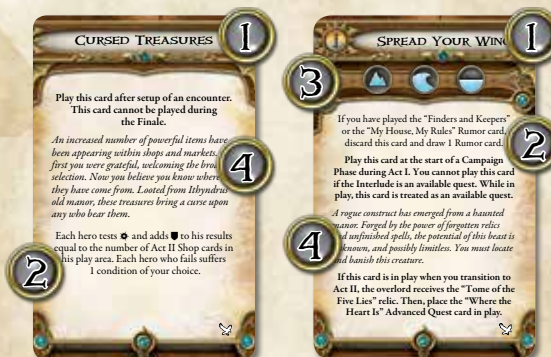 CURSED TREASURES
1
Play this card after setup of an encounter.
This card cannot be played during
the Finale.
An increased number of powerful items have
been appearing within shops and markets.
first you were grateful, welcoming the
selection. Now you believe you know where
they have come from. Looted from Ithyndrus'
old manor, these treasures bring a curse upon
any who bear them.
4
Each hero tests and adds to his results
equal to the number of Act II Shop cards in
his play area. Each hero who fails suffers
1 condition of your choice.
2
SPREAD YOUR
1
3
If you have played the “Finders and Keepers”
or the “My House, My Rules” Rumor card,
discard this card and draw 1 Rumor card.
2
Play this card at the start of a Campaign
Phase during Act I. You cannot play this card
if the Interlude is an available quest. While in
play, this card is treated as an available quest.
A rogue construct has emerged from a haunted
manor. Forged by the power of forgotten relics
and unfinished spells, the potential of this beast is
unknown, and possibly limitless. You must locate
and banish this creature.
4
If this card is in play when you transition to
Act II, the overlord receives the “Tome of the
Five Lies” relic. Then, place the “Where the
Heart Is” Advanced Quest card in play.